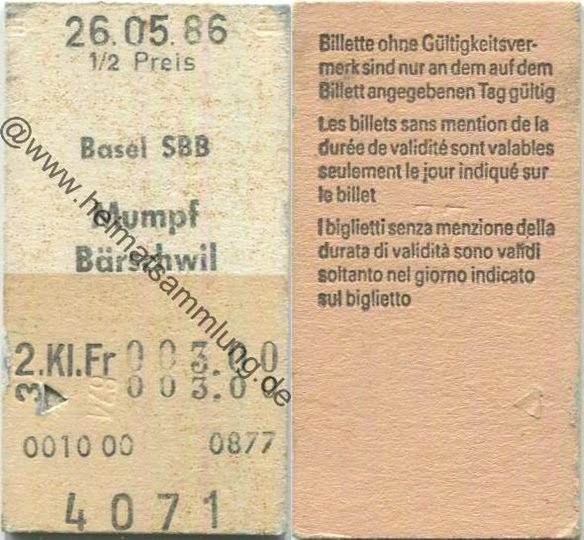 26.05.86
1/2 Preis
Basel SBB
Mumpf
Bärschwil
2.Kl.Fr 003.00
003.00
3
001000 0877
4071
@www.heimatsammlung.de
Billette ohne Gültigkeitsver-
merk sind nur an dem auf dem
Billett angegebenen Tag gültig
Les billets sans mention de la
durée de validité sont valables
seulement le jour indiqué sur
le billet
I biglietti senza menzione della
durata di validità sono validi
soltanto nel giorno indicato
sul biglietto